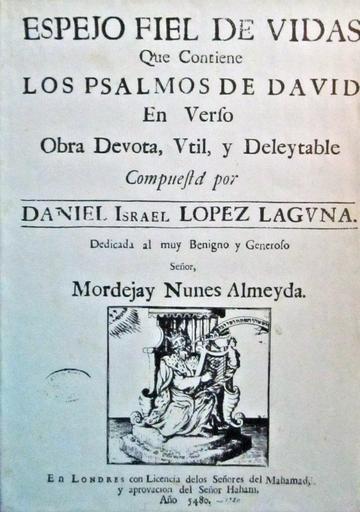 ESPEJO FIEL DE VIDAS
Que Contiene
LOS PSALMOS DE DAVID
En Verſo
Obra Devota, Vtil, y Deleytable
Compueſta por
DANIEL ISRAEL LOPEZ LAGVNA.
Dedicada al muy Benigno y Generoſo
Señor,
Mordejay Nunes Almeyda.
EN LONDRES con Licencia delos Señores del Mahamad,
y aprovacion del Señor Haham.
Año 5480.